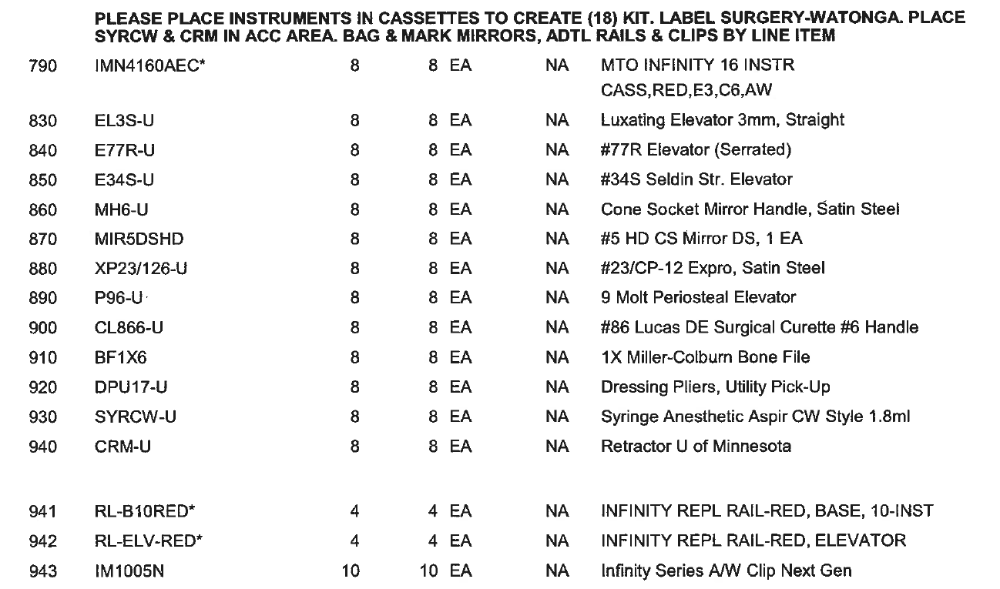 PLEASE PLACE INSTRUMENTS IN CASSETTES TO CREATE (18) KIT. LABEL SURGERY-WATONGA. PLACE
SYRCW & CRM IN ACC AREA. BAG & MARK MIRRORS, ADTL RAILS & CLIPS BY LINE ITEM
790 IMN4160AEC* 8 8 EA NA MTO INFINITY 16 INSTR
CASS,RED,E3,C6,AW
830 EL3S-U 8 8 EA NA Luxating Elevator 3mm, Straight
840 E77R-U 8 8 EA NA #77R Elevator (Serrated)
850 E34S-U 8 8 EA NA #34S Seldin Str. Elevator
860 MH6-U 8 8 EA NA Cone Socket Mirror Handle, Satin Steel
870 MIR5DSHD 8 8 EA NA #5 HD CS Mirror DS, 1 EA
880 XP23/126-U 8 8 EA NA #23/CP-12 Expro, Satin Steel
890 P96-U 8 8 EA NA 9 Molt Periosteal Elevator
900 CL866-U 8 8 EA NA #86 Lucas DE Surgical Curette #6 Handle
910 BF1X6 8 8 EA NA 1X Miller-Colburn Bone File
920 DPU17-U 8 8 EA NA Dressing Pliers, Utility Pick-Up
930 SYRCW-U 8 8 EA NA Syringe Anesthetic Aspir CW Style 1.8ml
940 CRM-U 8 8 EA NA Retractor U of Minnesota
941 RL-B10RED* 4 4 EA NA INFINITY REPL RAIL-RED, BASE, 10-INST
942 RL-ELV-RED* 4 4 EA NA INFINITY REPL RAIL-RED, ELEVATOR
943 IM1005N 10 10 EA NA Infinity Series A/W Clip Next Gen